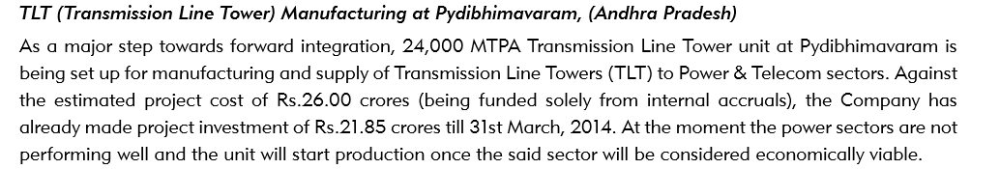 TLT (Transmission Line Tower) Manufacturing at Pydibhimavaram, (Andhra Pradesh)
As a major step towards forward integration, 24,000 MTPA Transmission Line Tower unit at Pydibhimavaram is
being set up for manufacturing and supply of Transmission Line Towers (TLT) to Power & Telecom sectors. Against
the estimated project cost of Rs.26.00 crores (being funded solely from internal accruals), the Company has
already made project investment of Rs.21.85 crores till 31st March, 2014. At the moment the power sectors are not
performing well and the unit will start production once the said sector will be considered economically viable.